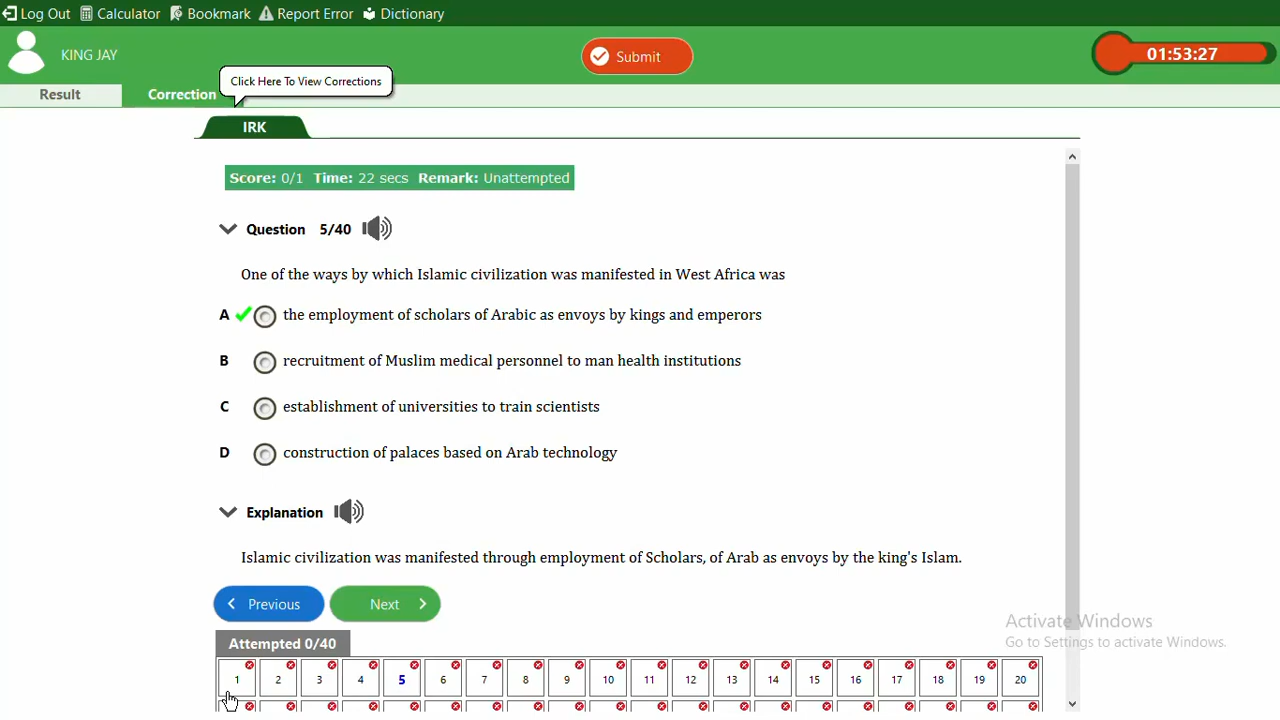 Log Out Calculator Bookmark Report Error Dictionary
KING JAY
Submit
01:53:27
Click Here To View Corrections
Result Correction
IRK
Score: 0/1 Time: 22 secs Remark: Unattempted
Question 5/40
One of the ways by which Islamic civilization was manifested in West Africa was
A the employment of scholars of Arabic as envoys by kings and emperors
B recruitment of Muslim medical personnel to man health institutions
C establishment of universities to train scientists
D construction of palaces based on Arab technology
Explanation
Islamic civilization was manifested through employment of Scholars, of Arab as envoys by the king's Islam.
Previous Next
Activate Windows
Go to Settings to activate Windows.
Attempted 0/40
1 2 3 4 5 6 7 8 9 10 11 12 13 14 15 16 17 18 19 20